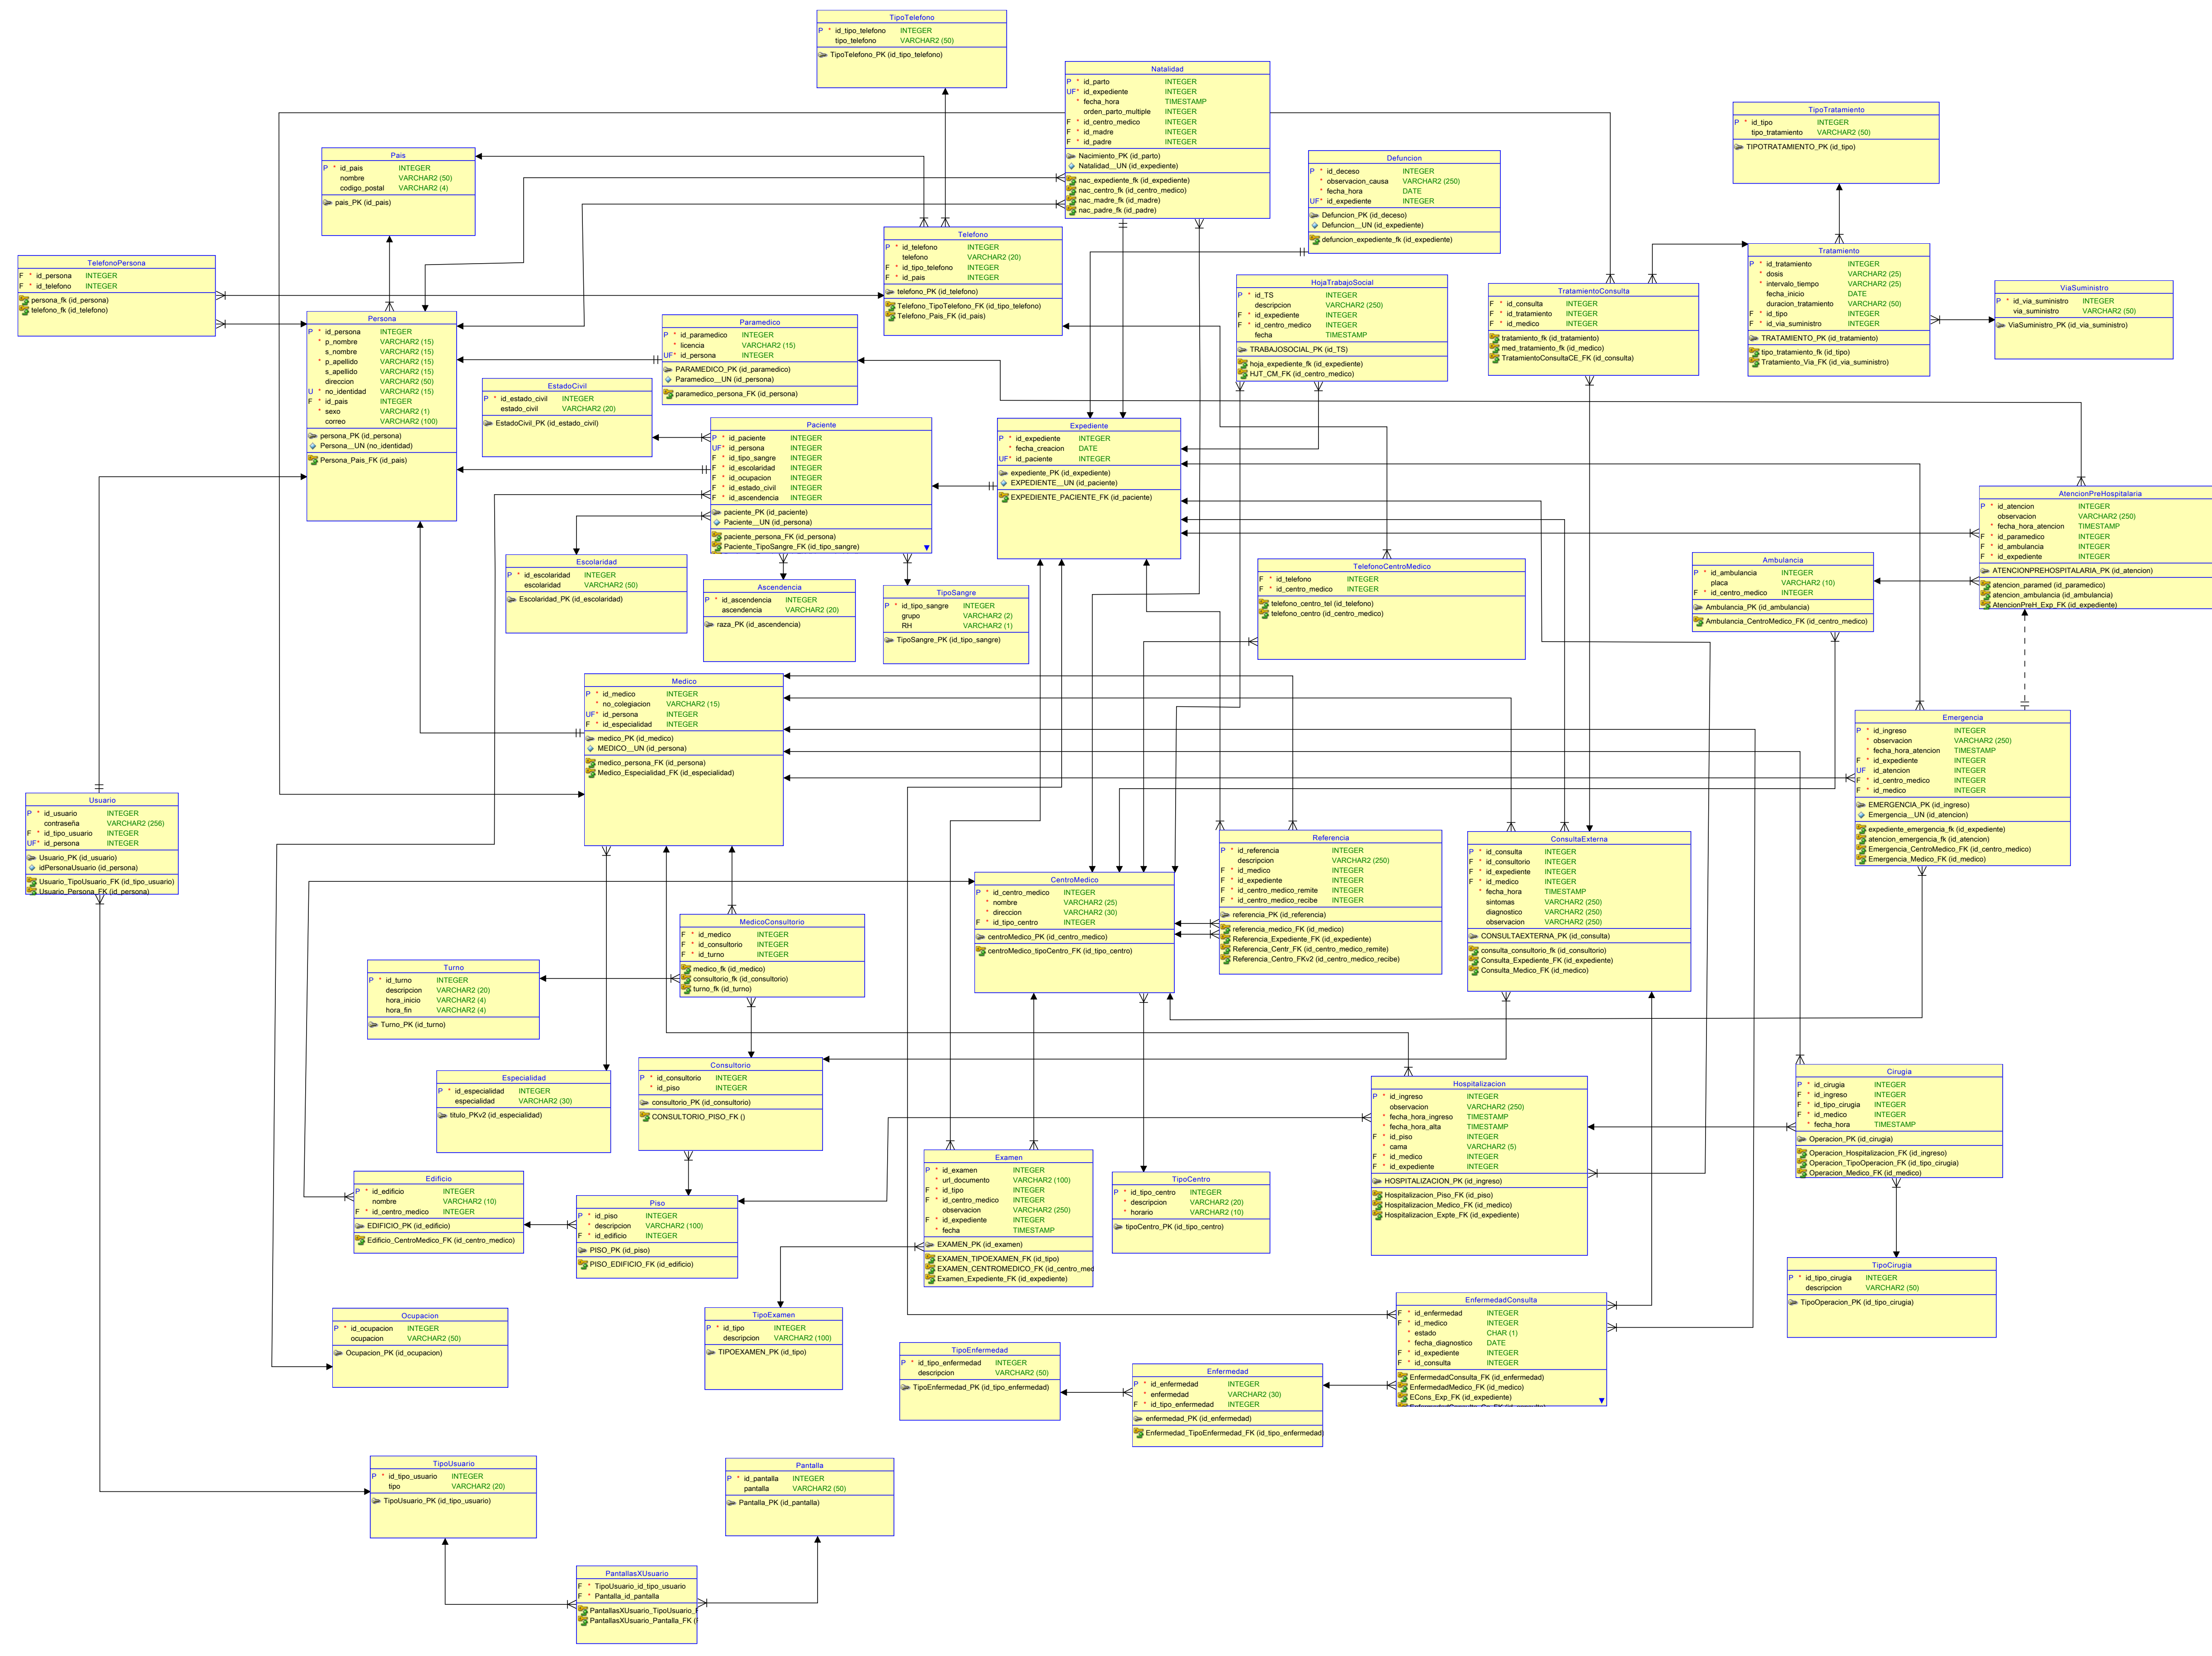 TipoTelefono
P * id_tipo_telefono INTEGER
tipo_telefono VARCHAR2 (50)
TipoTelefono_PK (id_tipo_telefono)
Natalidad
P * id_parto INTEGER
UF* id_expediente INTEGER
* fecha_hora TIMESTAMP
orden_parto_multiple INTEGER
F * id_centro_medico INTEGER
F * id_madre INTEGER
F * id_padre INTEGER
Nacimiento_PK (id_parto)
Natalidad__UN (id_expediente)
nac_expediente_fk (id_expediente)
nac_centro_fk (id_centro_medico)
nac_madre_fk (id_madre)
nac_padre_fk (id_padre)
TipoTratamiento
P * id_tipo INTEGER
tipo_tratamiento VARCHAR2 (50)
TIPOTRATAMIENTO_PK (id_tipo)
Pais
P * id_pais INTEGER
nombre VARCHAR2 (50)
codigo_postal VARCHAR2 (4)
pais_PK (id_pais)
Defuncion
P * id_deceso INTEGER
* observacion_causa VARCHAR2 (250)
* fecha_hora DATE
UF* id_expediente INTEGER
Defuncion_PK (id_deceso)
Defuncion__UN (id_expediente)
defuncion_expediente_fk (id_expediente)
Telefono
P * id_telefono INTEGER
telefono VARCHAR2 (20)
F * id_tipo_telefono INTEGER
F * id_pais INTEGER
telefono_PK (id_telefono)
Telefono_TipoTelefono_FK (id_tipo_telefono)
Telefono_Pais_FK (id_pais)
Tratamiento
P * id_tratamiento INTEGER
* dosis VARCHAR2 (25)
* intervalo_tiempo VARCHAR2 (25)
fecha_inicio DATE
duracion_tratamiento VARCHAR2 (50)
F * id_tipo INTEGER
F * id_via_suministro INTEGER
TRATAMIENTO_PK (id_tratamiento)
tipo_tratamiento_fk (id_tipo)
Tratamiento_Via_FK (id_via_suministro)
TelefonoPersona
F * id_persona INTEGER
F * id_telefono INTEGER
persona_fk (id_persona)
telefono_fk (id_telefono)
HojaTrabajoSocial
P * id_TS INTEGER
descripcion VARCHAR2 (250)
F * id_expediente INTEGER
F * id_centro_medico INTEGER
fecha TIMESTAMP
TRABAJOSOCIAL_PK (id_TS)
hoja_expediente_fk (id_expediente)
HJT_CM_FK (id_centro_medico)
TratamientoConsulta
F * id_consulta INTEGER
F * id_tratamiento INTEGER
F * id_medico INTEGER
tratamiento_fk (id_tratamiento)
med_tratamiento_fk (id_medico)
TratamientoConsultaCE_FK (id_consulta)
ViaSuministro
P * id_via_suministro INTEGER
via_suministro VARCHAR2 (50)
ViaSuministro_PK (id_via_suministro)
Persona
P * id_persona INTEGER
* p_nombre VARCHAR2 (15)
s_nombre VARCHAR2 (15)
* p_apellido VARCHAR2 (15)
s_apellido VARCHAR2 (15)
direccion VARCHAR2 (50)
U * no_identidad VARCHAR2 (15)
F * id_pais INTEGER
* sexo VARCHAR2 (1)
correo VARCHAR2 (100)
persona_PK (id_persona)
Persona__UN (no_identidad)
Persona_Pais_FK (id_pais)
Paramedico
P * id_paramedico INTEGER
* licencia VARCHAR2 (15)
UF* id_persona INTEGER
PARAMEDICO_PK (id_paramedico)
Paramedico__UN (id_persona)
paramedico_persona_FK (id_persona)
EstadoCivil
P * id_estado_civil INTEGER
estado_civil VARCHAR2 (20)
EstadoCivil_PK (id_estado_civil)
Paciente
P * id_paciente INTEGER
UF* id_persona INTEGER
F * id_tipo_sangre INTEGER
F * id_escolaridad INTEGER
F * id_ocupacion INTEGER
F * id_estado_civil INTEGER
F * id_ascendencia INTEGER
paciente_PK (id_paciente)
Paciente__UN (id_persona)
paciente_persona_FK (id_persona)
Paciente_TipoSangre_FK (id_tipo_sangre)
Expediente
P * id_expediente INTEGER
* fecha_creacion DATE
UF* id_paciente INTEGER
expediente_PK (id_expediente)
EXPEDIENTE__UN (id_paciente)
EXPEDIENTE_PACIENTE_FK (id_paciente)
AtencionPreHospitalaria
P * id_atencion INTEGER
observacion VARCHAR2 (250)
* fecha_hora_atencion TIMESTAMP
F * id_paramedico INTEGER
F * id_ambulancia INTEGER
F * id_expediente INTEGER
ATENCIONPREHOSPITALARIA_PK (id_atencion)
atencion_paramed (id_paramedico)
atencion_ambulancia (id_ambulancia)
AtencionPreH_Exp_FK (id_expediente)
Escolaridad
P * id_escolaridad INTEGER
escolaridad VARCHAR2 (50)
Escolaridad_PK (id_escolaridad)
Ascendencia
P * id_ascendencia INTEGER
ascendencia VARCHAR2 (20)
raza_PK (id_ascendencia)
TipoSangre
P * id_tipo_sangre INTEGER
grupo VARCHAR2 (2)
RH VARCHAR2 (1)
TipoSangre_PK (id_tipo_sangre)
TelefonoCentroMedico
F * id_telefono INTEGER
F * id_centro_medico INTEGER
telefono_centro_tel (id_telefono)
telefono_centro (id_centro_medico)
Ambulancia
P * id_ambulancia INTEGER
placa VARCHAR2 (10)
F * id_centro_medico INTEGER
Ambulancia_PK (id_ambulancia)
Ambulancia_CentroMedico_FK (id_centro_medico)
Medico
P * id_medico INTEGER
* no_colegiacion VARCHAR2 (15)
UF* id_persona INTEGER
F * id_especialidad INTEGER
medico_PK (id_medico)
MEDICO__UN (id_persona)
medico_persona_FK (id_persona)
Medico_Especialidad_FK (id_especialidad)
Emergencia
P * id_ingreso INTEGER
* observacion VARCHAR2 (250)
* fecha_hora_atencion TIMESTAMP
F * id_expediente INTEGER
UF id_atencion INTEGER
F * id_centro_medico INTEGER
F * id_medico INTEGER
EMERGENCIA_PK (id_ingreso)
Emergencia__UN (id_atencion)
expediente_emergencia_fk (id_expediente)
atencion_emergencia_fk (id_atencion)
Emergencia_CentroMedico_FK (id_centro_medico)
Emergencia_Medico_FK (id_medico)
Usuario
P * id_usuario INTEGER
contraseña VARCHAR2 (256)
F * id_tipo_usuario INTEGER
UF* id_persona INTEGER
Usuario_PK (id_usuario)
idPersonaUsuario (id_persona)
Usuario_TipoUsuario_FK (id_tipo_usuario)
Usuario_Persona_FK (id_persona)
Referencia
P * id_referencia INTEGER
descripcion VARCHAR2 (250)
F * id_medico INTEGER
F * id_expediente INTEGER
F * id_centro_medico_remite INTEGER
F * id_centro_medico_recibe INTEGER
referencia_PK (id_referencia)
referencia_medico_FK (id_medico)
Referencia_Expediente_FK (id_expediente)
Referencia_Centr_FK (id_centro_medico_remite)
Referencia_Centro_FKv2 (id_centro_medico_recibe)
ConsultaExterna
P * id_consulta INTEGER
F * id_consultorio INTEGER
F * id_expediente INTEGER
F * id_medico INTEGER
* fecha_hora TIMESTAMP
sintomas VARCHAR2 (250)
diagnostico VARCHAR2 (250)
observacion VARCHAR2 (250)
CONSULTAEXTERNA_PK (id_consulta)
consulta_consultorio_fk (id_consultorio)
Consulta_Expediente_FK (id_expediente)
Consulta_Medico_FK (id_medico)
CentroMedico
P * id_centro_medico INTEGER
* nombre VARCHAR2 (25)
* direccion VARCHAR2 (30)
F * id_tipo_centro INTEGER
centroMedico_PK (id_centro_medico)
centroMedico_tipoCentro_FK (id_tipo_centro)
MedicoConsultorio
F * id_medico INTEGER
F * id_consultorio INTEGER
F * id_turno INTEGER
medico_fk (id_medico)
consultorio_fk (id_consultorio)
turno_fk (id_turno)
Turno
P * id_turno INTEGER
descripcion VARCHAR2 (20)
hora_inicio VARCHAR2 (4)
hora_fin VARCHAR2 (4)
Turno_PK (id_turno)
Especialidad
P * id_especialidad INTEGER
especialidad VARCHAR2 (30)
titulo_PKv2 (id_especialidad)
Consultorio
P * id_consultorio INTEGER
* id_piso INTEGER
consultorio_PK (id_consultorio)
CONSULTORIO_PISO_FK ()
Hospitalizacion
P * id_ingreso INTEGER
observacion VARCHAR2 (250)
* fecha_hora_ingreso TIMESTAMP
* fecha_hora_alta TIMESTAMP
F * id_piso INTEGER
* cama VARCHAR2 (5)
F * id_medico INTEGER
F * id_expediente INTEGER
HOSPITALIZACION_PK (id_ingreso)
Hospitalizacion_Piso_FK (id_piso)
Hospitalizacion_Medico_FK (id_medico)
Hospitalizacion_Expte_FK (id_expediente)
Cirugia
P * id_cirugia INTEGER
F * id_ingreso INTEGER
F * id_tipo_cirugia INTEGER
F * id_medico INTEGER
* fecha_hora TIMESTAMP
Operacion_PK (id_cirugia)
Operacion_Hospitalizacion_FK (id_ingreso)
Operacion_TipoOperacion_FK (id_tipo_cirugia)
Operacion_Medico_FK (id_medico)
Edificio
P * id_edificio INTEGER
nombre VARCHAR2 (10)
F * id_centro_medico INTEGER
EDIFICIO_PK (id_edificio)
Edificio_CentroMedico_FK (id_centro_medico)
Piso
P * id_piso INTEGER
* descripcion VARCHAR2 (100)
F * id_edificio INTEGER
PISO_PK (id_piso)
PISO_EDIFICIO_FK (id_edificio)
Examen
P * id_examen INTEGER
* url_documento VARCHAR2 (100)
F * id_tipo INTEGER
F * id_centro_medico INTEGER
observacion VARCHAR2 (250)
F * id_expediente INTEGER
* fecha TIMESTAMP
EXAMEN_PK (id_examen)
EXAMEN_TIPOEXAMEN_FK (id_tipo)
EXAMEN_CENTROMEDICO_FK (id_centro_med
Examen_Expediente_FK (id_expediente)
TipoCentro
P * id_tipo_centro INTEGER
* descripcion VARCHAR2 (20)
* horario VARCHAR2 (10)
tipoCentro_PK (id_tipo_centro)
TipoCirugia
P * id_tipo_cirugia INTEGER
descripcion VARCHAR2 (50)
TipoOperacion_PK (id_tipo_cirugia)
Ocupacion
P * id_ocupacion INTEGER
ocupacion VARCHAR2 (50)
Ocupacion_PK (id_ocupacion)
TipoExamen
P * id_tipo INTEGER
descripcion VARCHAR2 (100)
TIPOEXAMEN_PK (id_tipo)
TipoEnfermedad
P * id_tipo_enfermedad INTEGER
descripcion VARCHAR2 (50)
TipoEnfermedad_PK (id_tipo_enfermedad)
Enfermedad
P * id_enfermedad INTEGER
* enfermedad VARCHAR2 (30)
F * id_tipo_enfermedad INTEGER
enfermedad_PK (id_enfermedad)
Enfermedad_TipoEnfermedad_FK (id_tipo_enfermedad)
EnfermedadConsulta
F * id_enfermedad INTEGER
F * id_medico INTEGER
* estado CHAR (1)
* fecha_diagnostico DATE
F * id_expediente INTEGER
F * id_consulta INTEGER
EnfermedadConsulta_FK (id_enfermedad)
EnfermedadMedico_FK (id_medico)
ECons_Exp_FK (id_expediente)
TipoUsuario
P * id_tipo_usuario INTEGER
tipo VARCHAR2 (20)
TipoUsuario_PK (id_tipo_usuario)
Pantalla
P * id_pantalla INTEGER
pantalla VARCHAR2 (50)
Pantalla_PK (id_pantalla)
PantallasXUsuario
F * TipoUsuario_id_tipo_usuario
F * Pantalla_id_pantalla
PantallasXUsuario_TipoUsuario_F
PantallasXUsuario_Pantalla_FK (